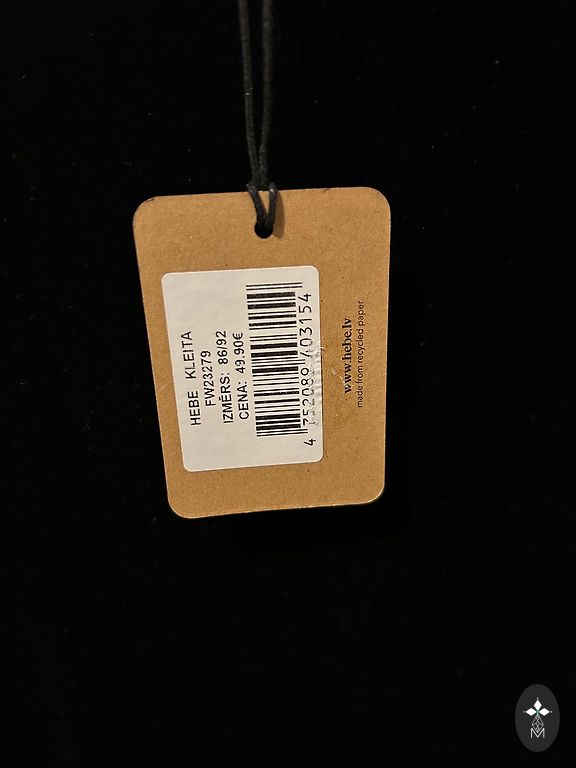 HEBE KLEITA
FW23279
IZMĒRS: 86/92
CENA: 49.90€
4 752089 403154
www.hebe.lv
made from recycled paper